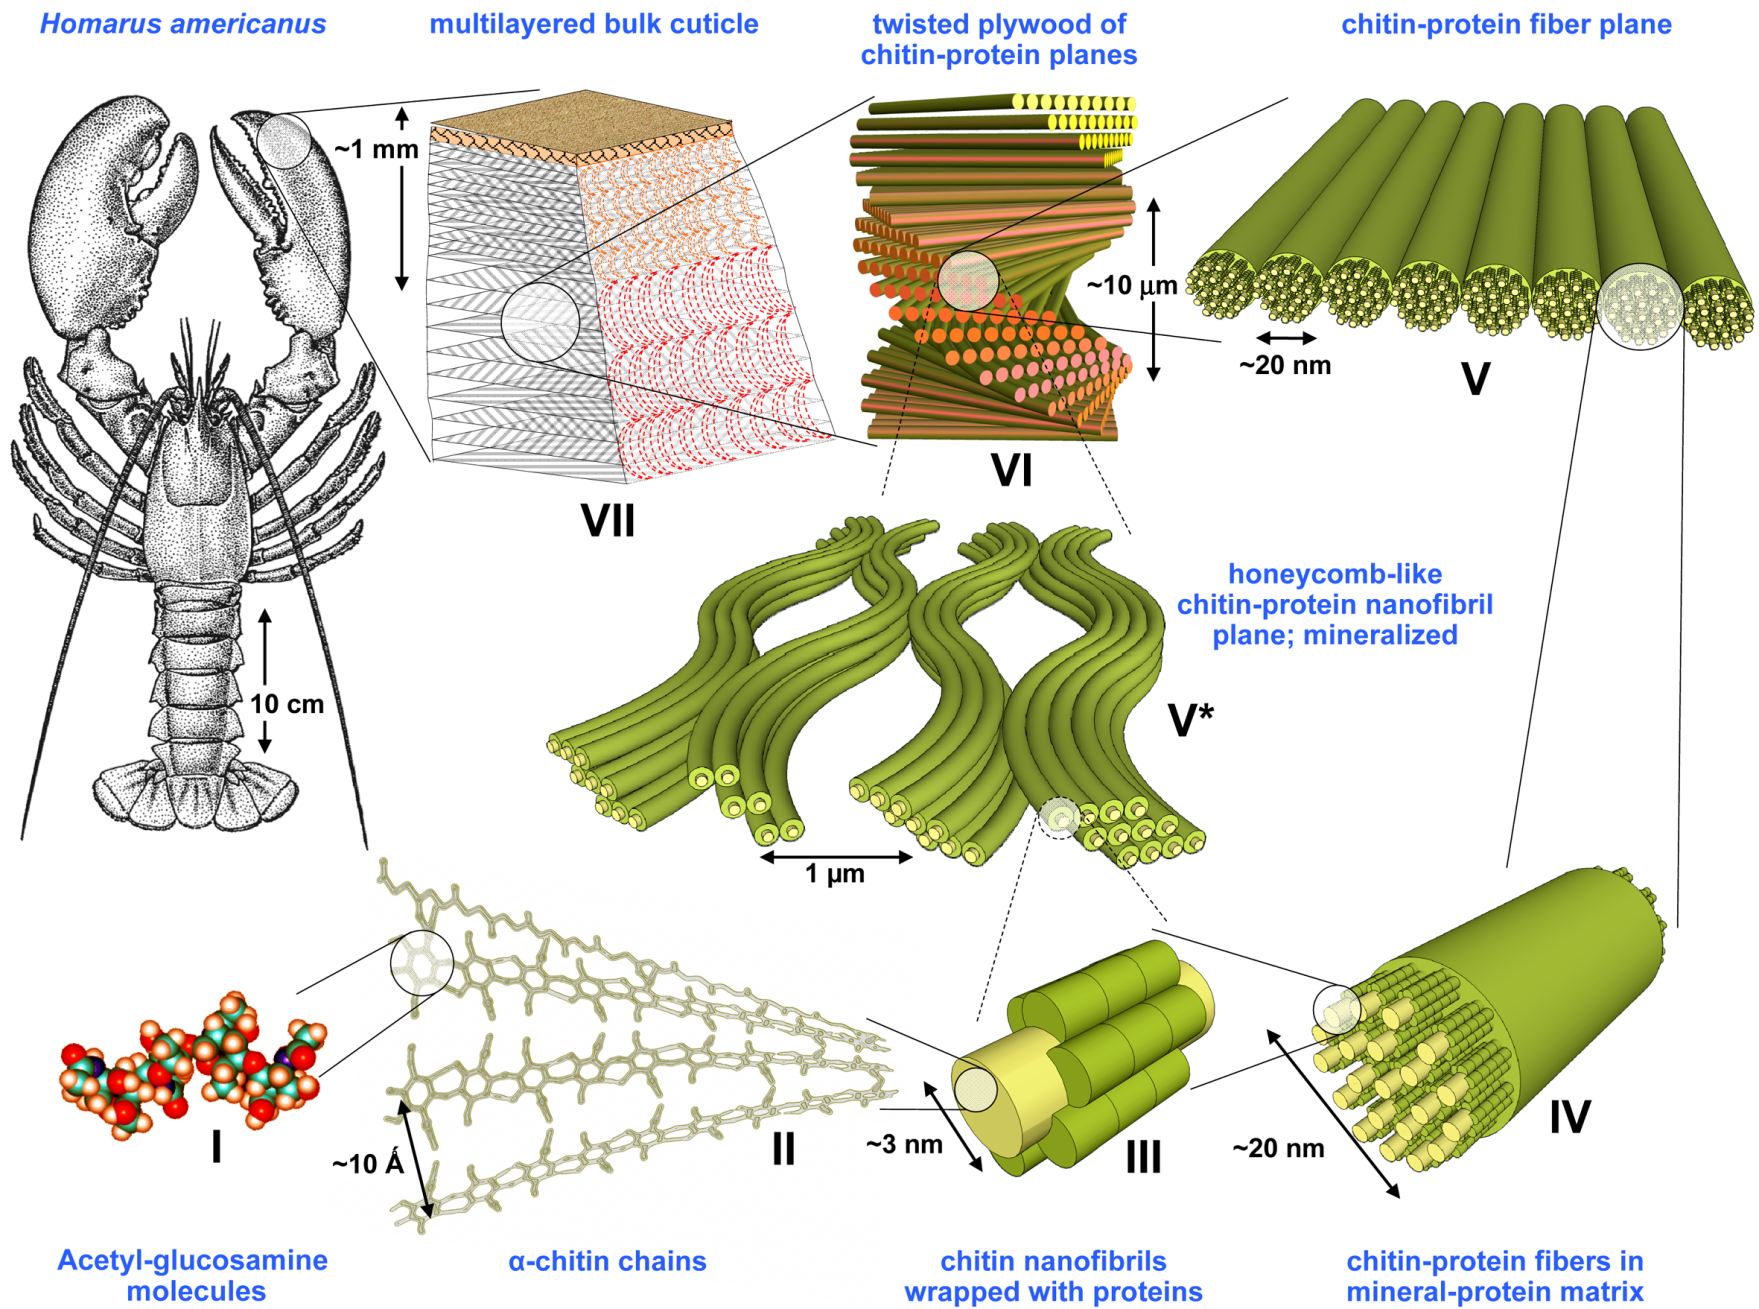 Homarus americanus
multilayered bulk cuticle
twisted plywood of
chitin-protein planes
chitin-protein fiber plane
~1 mm
~10 µm
~20 nm
V
VI
VII
honeycomb-like
chitin-protein nanofibril
plane; mineralized
V*
10 cm
1 µm
I
~10 Å
II
~3 nm
III
~20 nm
IV
Acetyl-glucosamine
molecules
α-chitin chains
chitin nanofibrils
wrapped with proteins
chitin-protein fibers in
mineral-protein matrix